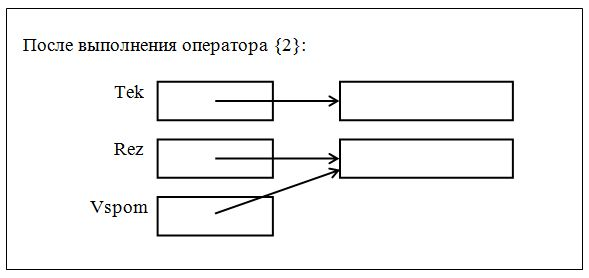 После выполнения оператора {2}:
Tek
Rez
Vspom